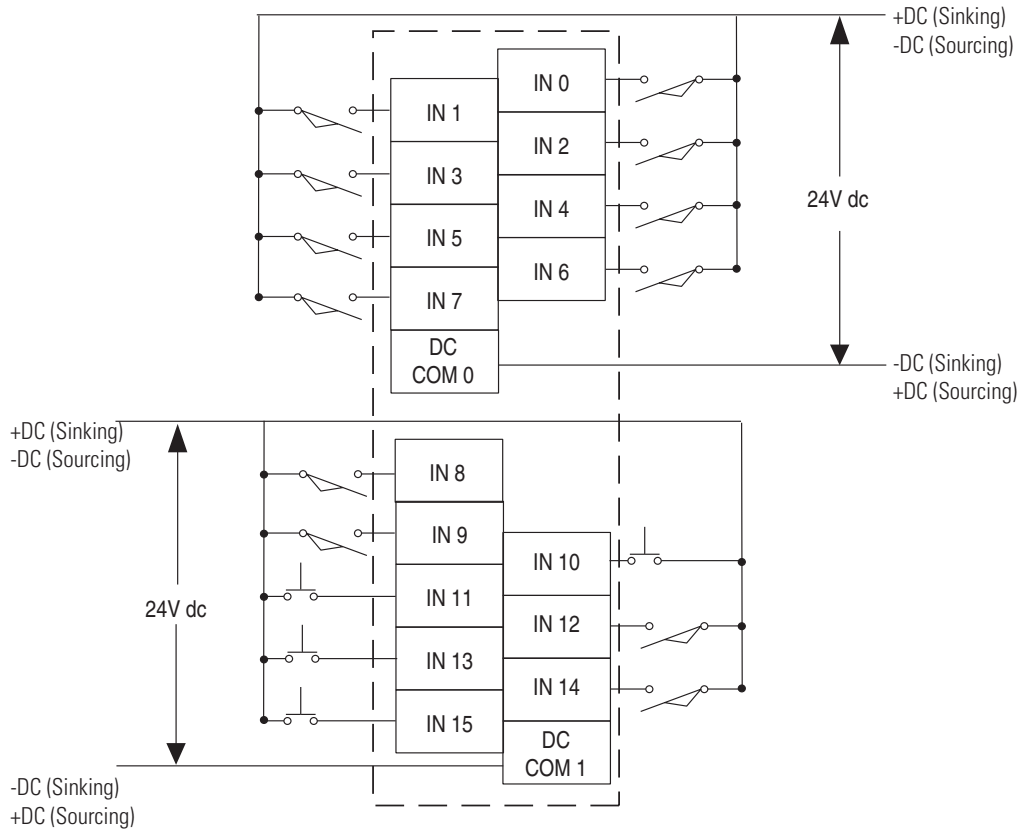 +DC (Sinking)
-DC (Sourcing)
IN 0
IN 1
IN 2
IN 3
IN 4
24V dc
IN 5
IN 6
IN 7
DC
COM 0
-DC (Sinking)
+DC (Sourcing)
+DC (Sinking)
-DC (Sourcing)
IN 8
IN 9
IN 10
IN 11
24V dc
IN 12
IN 13
IN 14
IN 15
DC
COM 1
-DC (Sinking)
+DC (Sourcing)